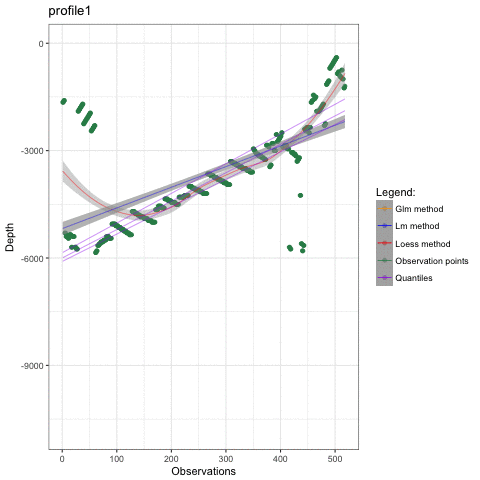 profile1
0
-3000
-6000
-9000
Depth
0 100 200 300 400 500
Observations
Legend:
Glm method
Lm method
Loess method
Observation points
Quantiles